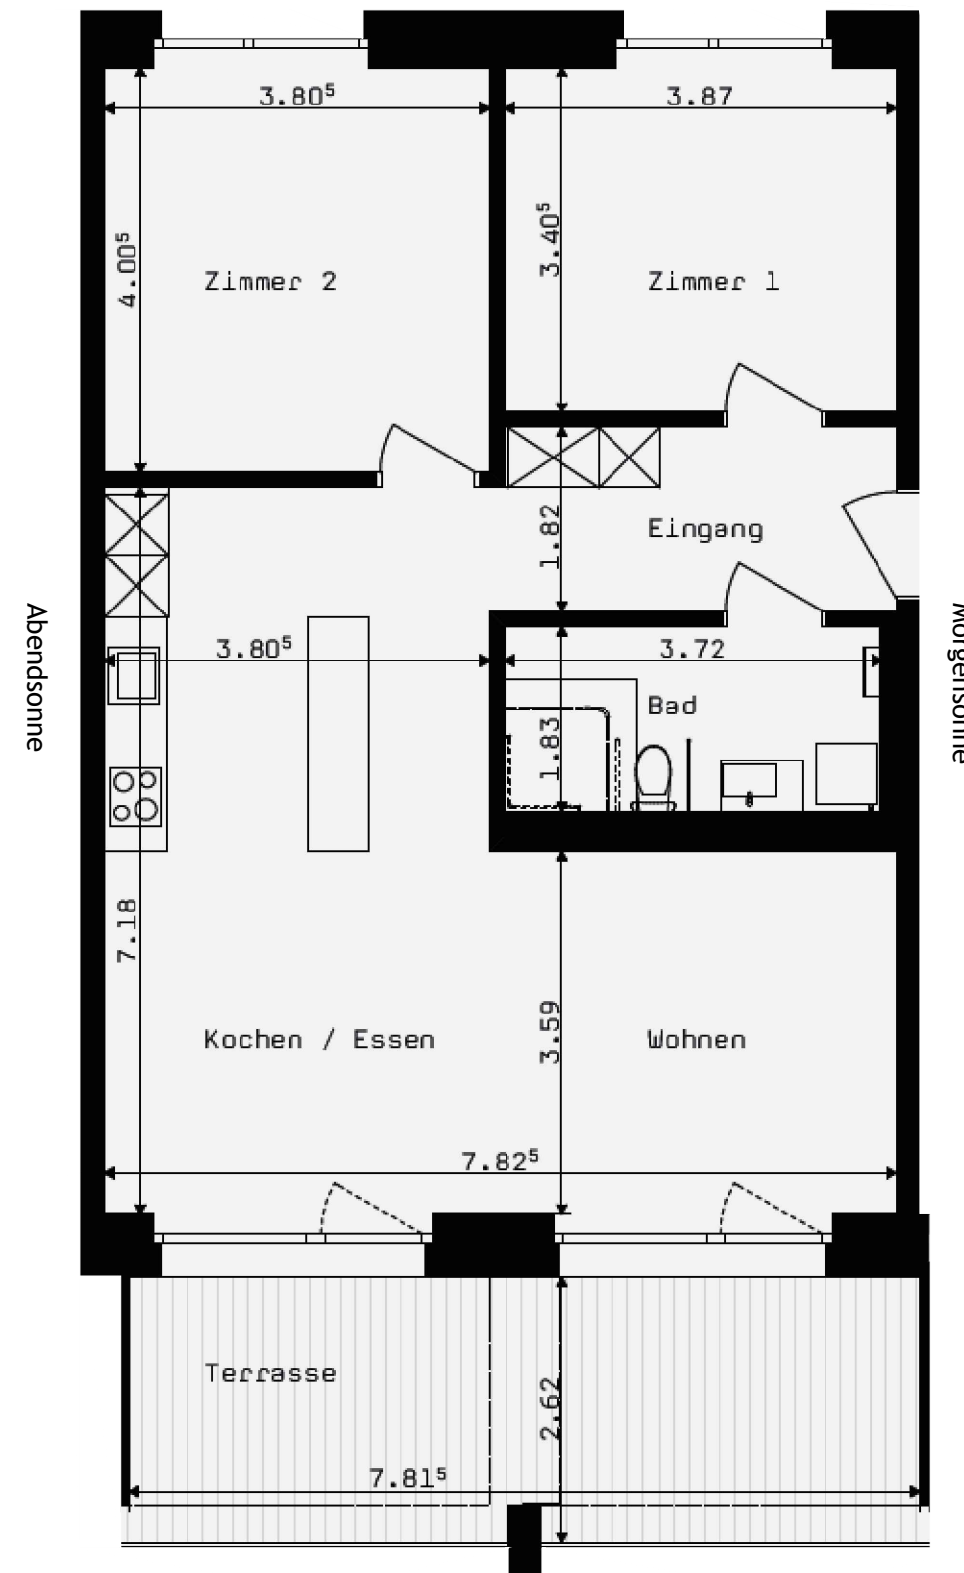 3.80⁵
3.87
4.00⁵
3.40⁵
Zimmer 2
Zimmer 1
1.82
Eingang
Abendsonne
Morgensonne
3.80⁵
3.72
Bad
1.83
7.18
3.59
Kochen / Essen
Wohnen
7.82⁵
Terrasse
2.62
7.81⁵